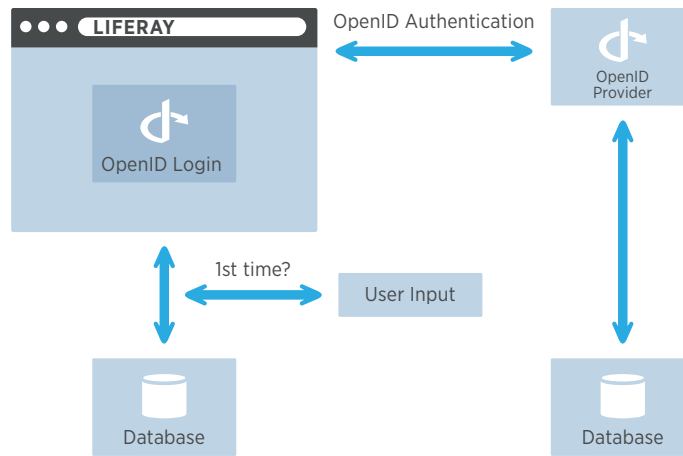 LIFERAY
OpenID Authentication
OpenID
Provider
OpenID Login
1st time?
User Input
Database
Database